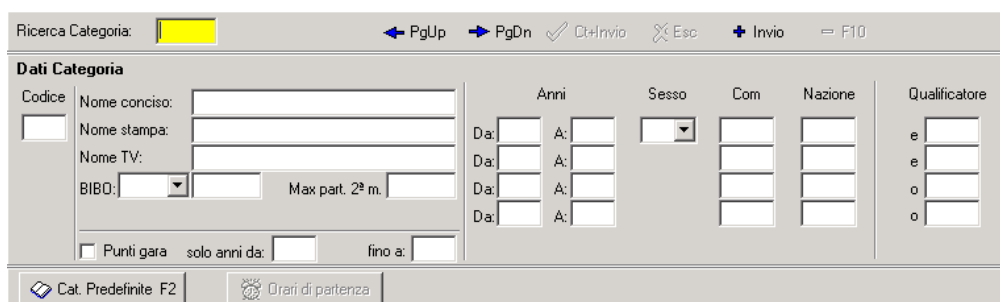 Ricerca Categoria: PgUp PgDn Ct+Invio Esc Invio F10
Dati Categoria
Codice Nome conciso: Anni Sesso Com Nazione Qualificatore
Nome stampa: Da: A: e
Nome TV: Da: A: e
BIBO: Max part. 2ª m. Da: A: o
Da: A: o
Punti gara solo anni da: fino a:
Cat. Predefinite F2 Orari di partenza